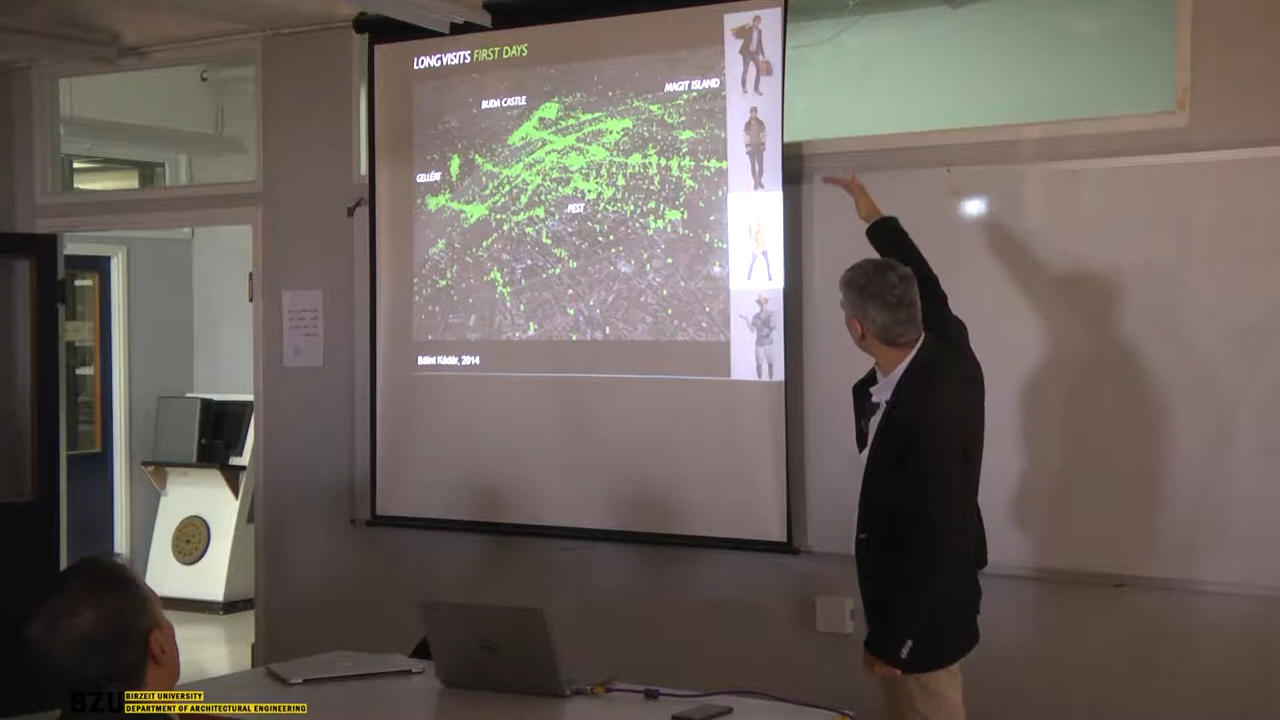 LONG VISITS FIRST DAYS
BUDA CASTLE
MAGIT ISLAND
GELLÉRT
PEST
Bálint Kádár, 2014
BZU BIRZEIT UNIVERSITY
DEPARTMENT OF ARCHITECTURAL ENGINEERING